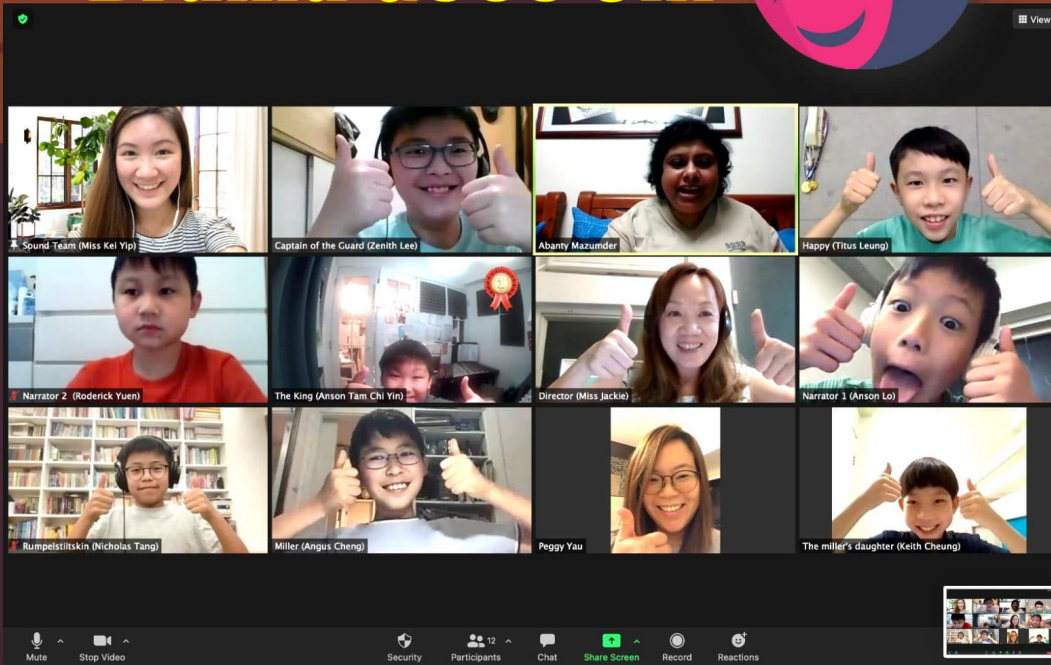 View
Sound Team (Miss Kei Yip)
Captain of the Guard (Zenith Lee)
Abanty Mazumder
Happy (Titus Leung)
Narrator 2 (Roderick Yuen)
The King (Anson Tam Chi Yin)
Director (Miss Jackie)
Narrator 1 (Anson Lo)
Rumpelstiltskin (Nicholas Tang)
Miller (Angus Cheng)
Peggy Yau
The miller's daughter (Keith Cheung)
12
Mute
Stop Video
Security
Participants
Chat
Share Screen
Record
Reactions